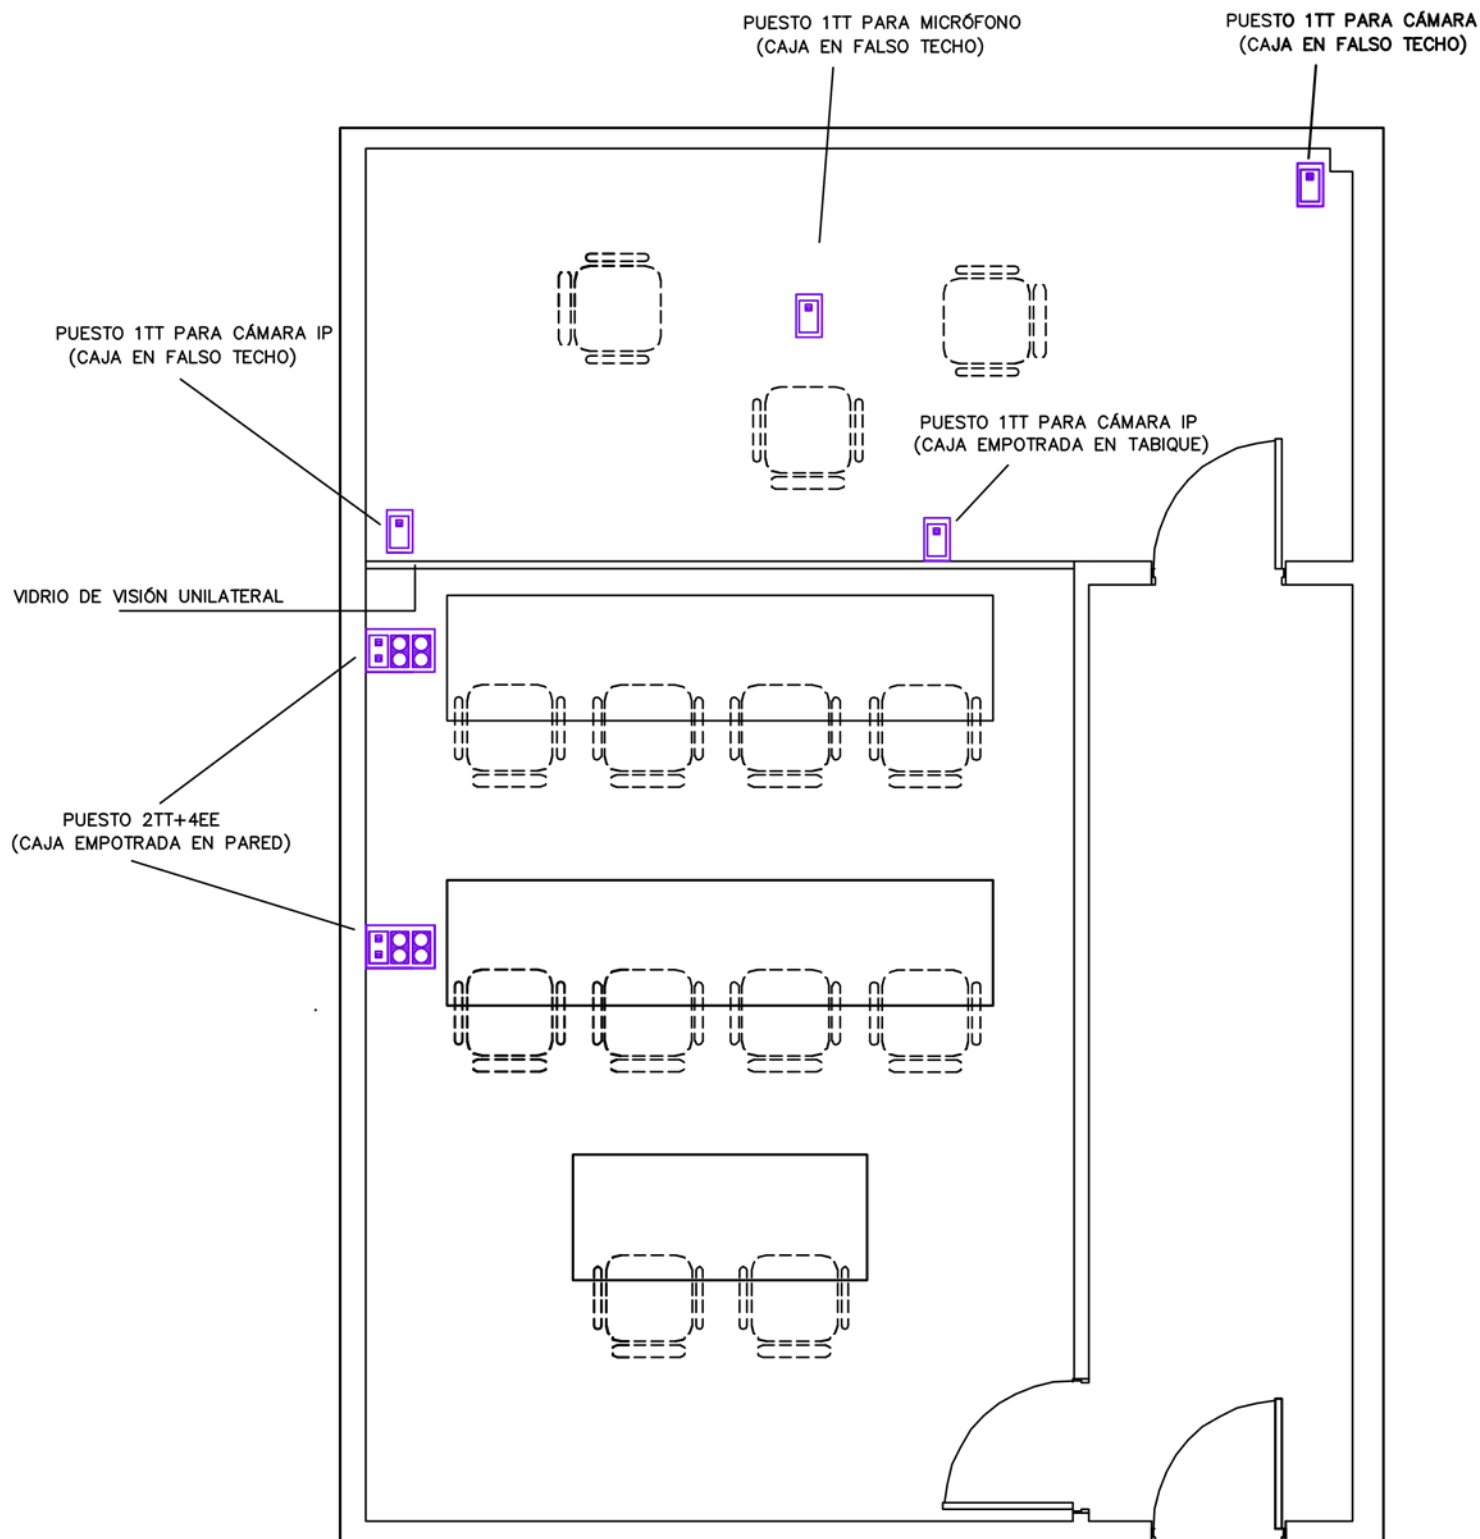 PUESTO 1TT PARA MICRÓFONO
(CAJA EN FALSO TECHO)
PUESTO 1TT PARA CÁMARA
(CAJA EN FALSO TECHO)
PUESTO 1TT PARA CÁMARA IP
(CAJA EN FALSO TECHO)
PUESTO 1TT PARA CÁMARA IP
(CAJA EMPOTRADA EN TABIQUE)
VIDRIO DE VISIÓN UNILATERAL
PUESTO 2TT+4EE
(CAJA EMPOTRADA EN PARED)